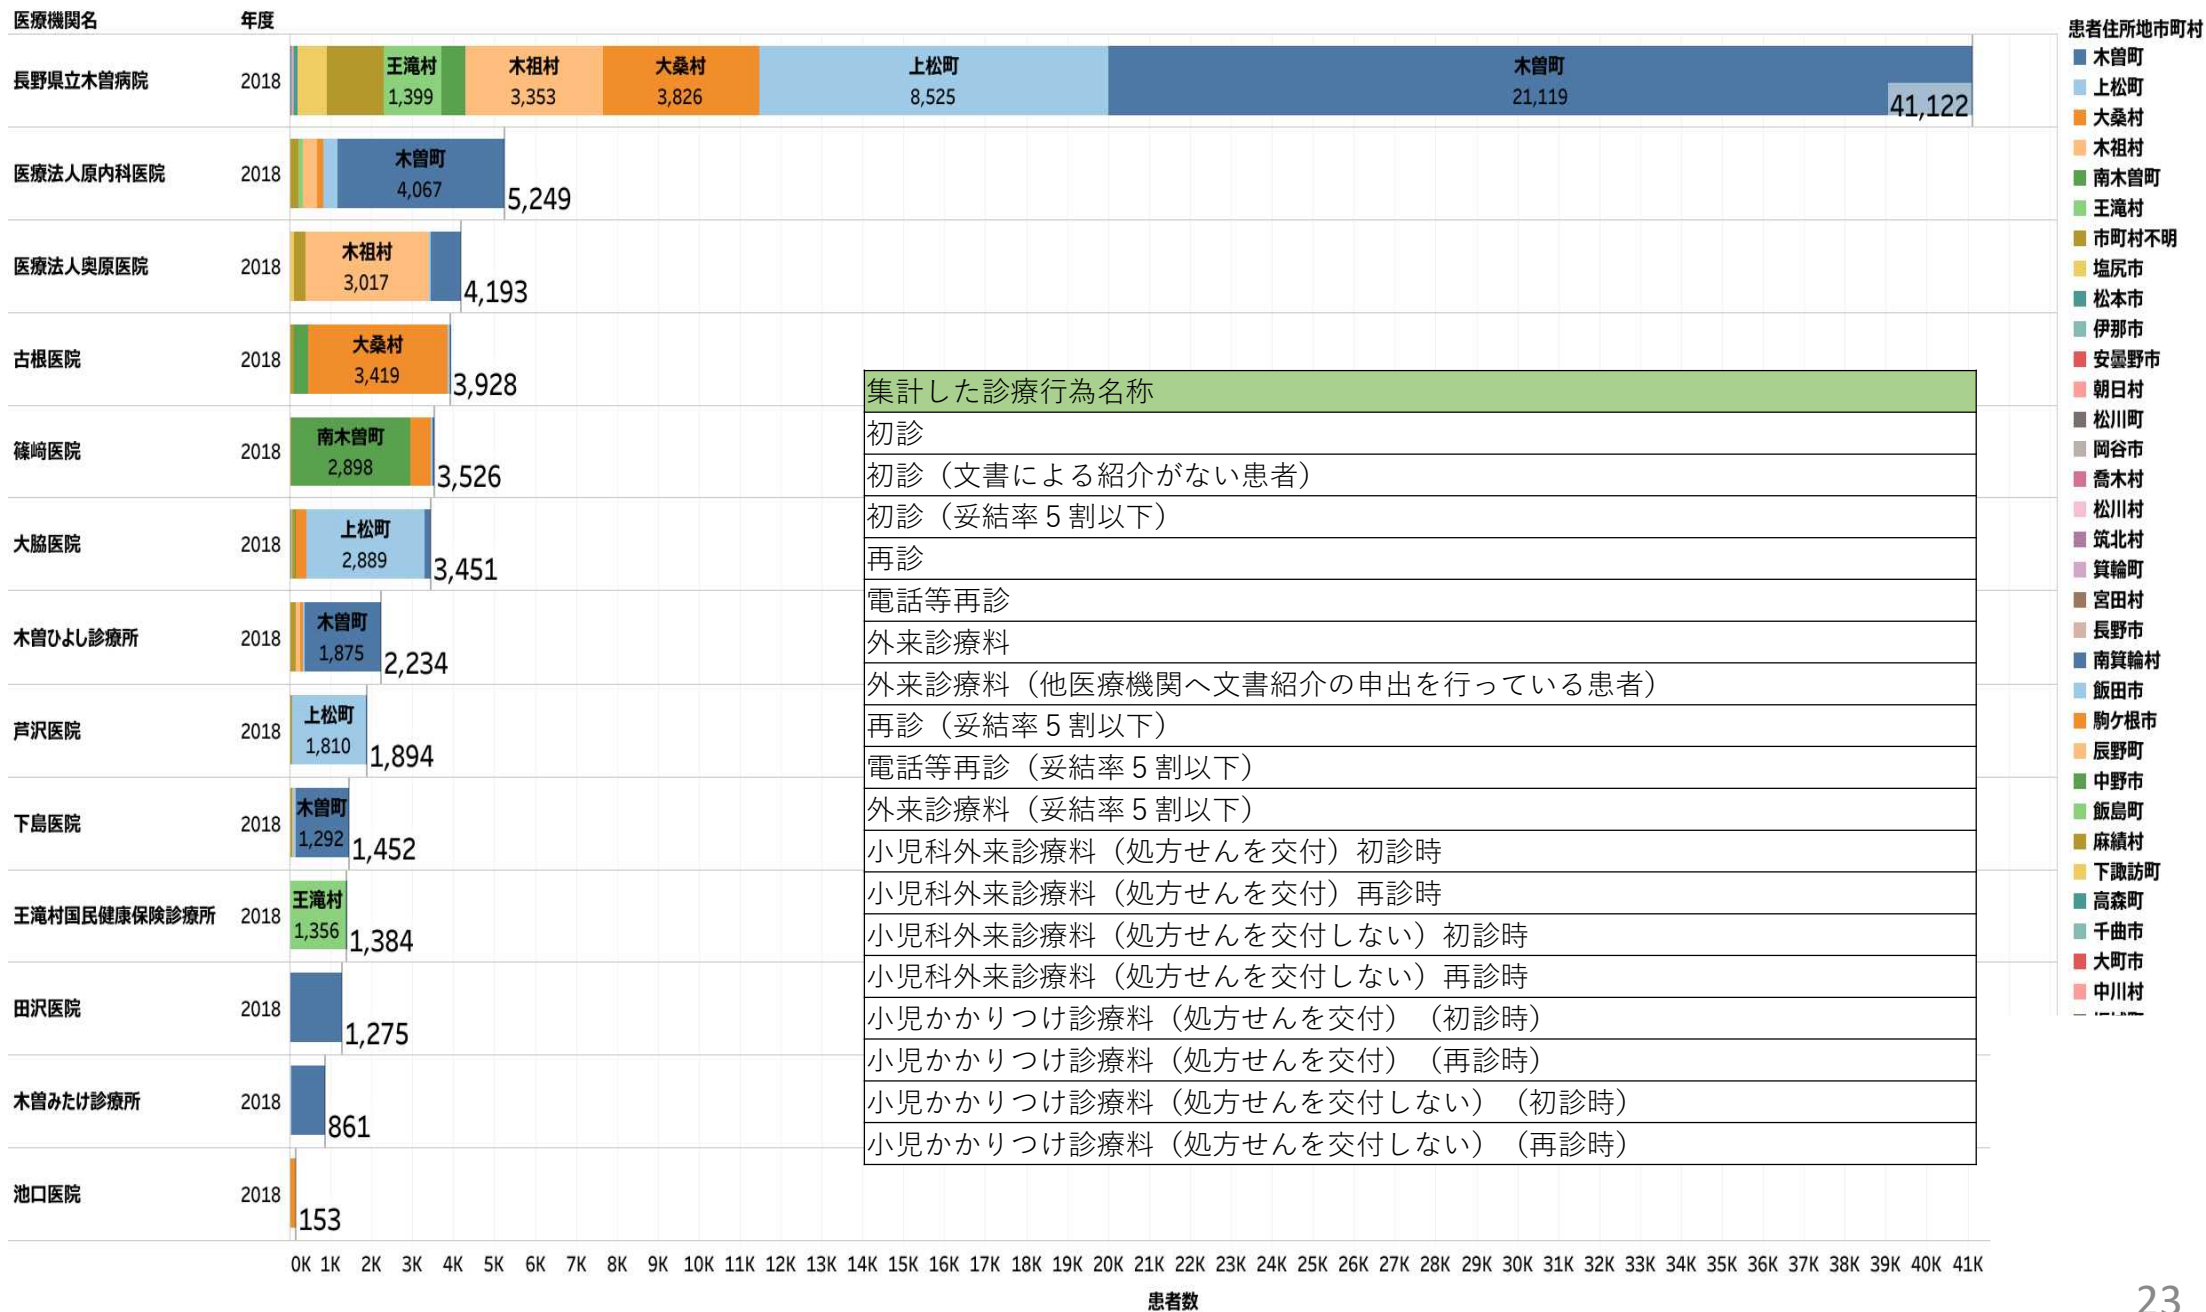 医療機関名 年度
長野県立木曽病院 2018
王滝村 木祖村 大桑村 上松町 木曽町
1,399 3,353 3,826 8,525 21,119 41,122
医療法人原内科医院 2018
木曽町
4,067
5,249
医療法人奥原医院 2018
木祖村
3,017
4,193
古根医院 2018
大桑村
3,419
3,928
篠﨑医院 2018
南木曽町
2,898
3,526
大脇医院 2018
上松町
2,889
3,451
木曽ひよし診療所 2018
木曽町
1,875
2,234
芦沢医院 2018
上松町
1,810
1,894
下島医院 2018
木曽町
1,292
1,452
王滝村国民健康保険診療所 2018
王滝村
1,356
1,384
田沢医院 2018
1,275
木曽みたけ診療所 2018
861
池口医院 2018
153
0K 1K 2K 3K 4K 5K 6K 7K 8K 9K 10K 11K 12K 13K 14K 15K 16K 17K 18K 19K 20K 21K 22K 23K 24K 25K 26K 27K 28K 29K 30K 31K 32K 33K 34K 35K 36K 37K 38K 39K 40K 41K
患者数
集計した診療行為名称
初診
初診（文書による紹介がない患者）
初診（妥結率５割以下）
再診
電話等再診
外来診療料
外来診療料（他医療機関へ文書紹介の申出を行っている患者）
再診（妥結率５割以下）
電話等再診（妥結率５割以下）
外来診療料（妥結率５割以下）
小児科外来診療料（処方せんを交付）初診時
小児科外来診療料（処方せんを交付）再診時
小児科外来診療料（処方せんを交付しない）初診時
小児科外来診療料（処方せんを交付しない）再診時
小児かかりつけ診療料（処方せんを交付）（初診時）
小児かかりつけ診療料（処方せんを交付）（再診時）
小児かかりつけ診療料（処方せんを交付しない）（初診時）
小児かかりつけ診療料（処方せんを交付しない）（再診時）
患者住所地市町村
木曽町
上松町
大桑村
木祖村
南木曽町
王滝村
市町村不明
塩尻市
松本市
伊那市
安曇野市
朝日村
松川町
岡谷市
喬木村
松川村
筑北村
箕輪町
宮田村
長野市
南箕輪村
飯田市
駒ケ根市
辰野町
中野市
飯島町
麻績村
下諏訪町
高森町
千曲市
大町市
中川村
23